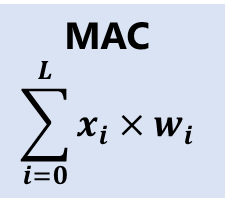 MAC
L
∑ xᵢ × wᵢ
i=0